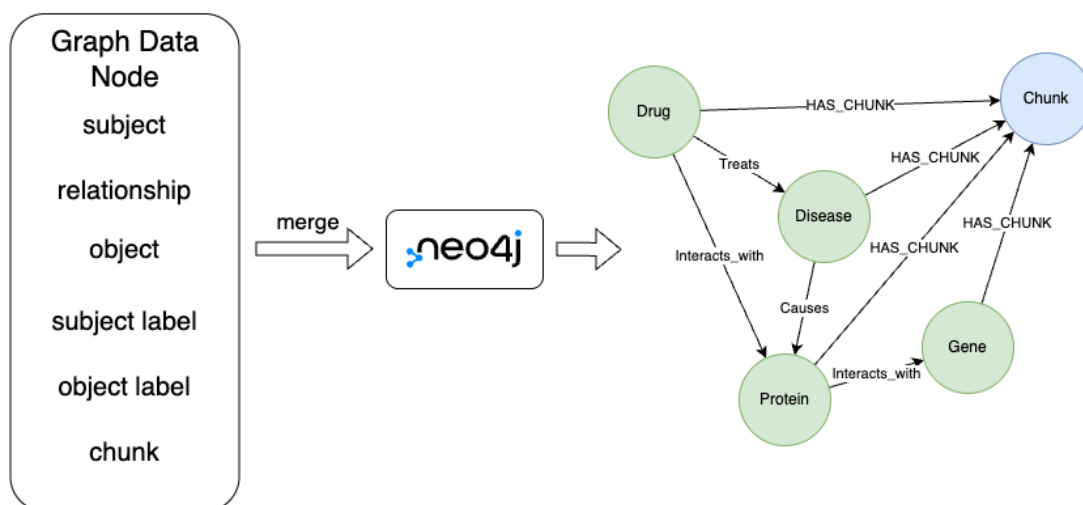 Graph Data
Node
subject
relationship
object
subject label
object label
chunk
merge
neo4j
Drug
HAS_CHUNK
Chunk
Treats
HAS_CHUNK
Disease
HAS_CHUNK
HAS_CHUNK
Interacts_with
Causes
Gene
Interacts_with
Protein